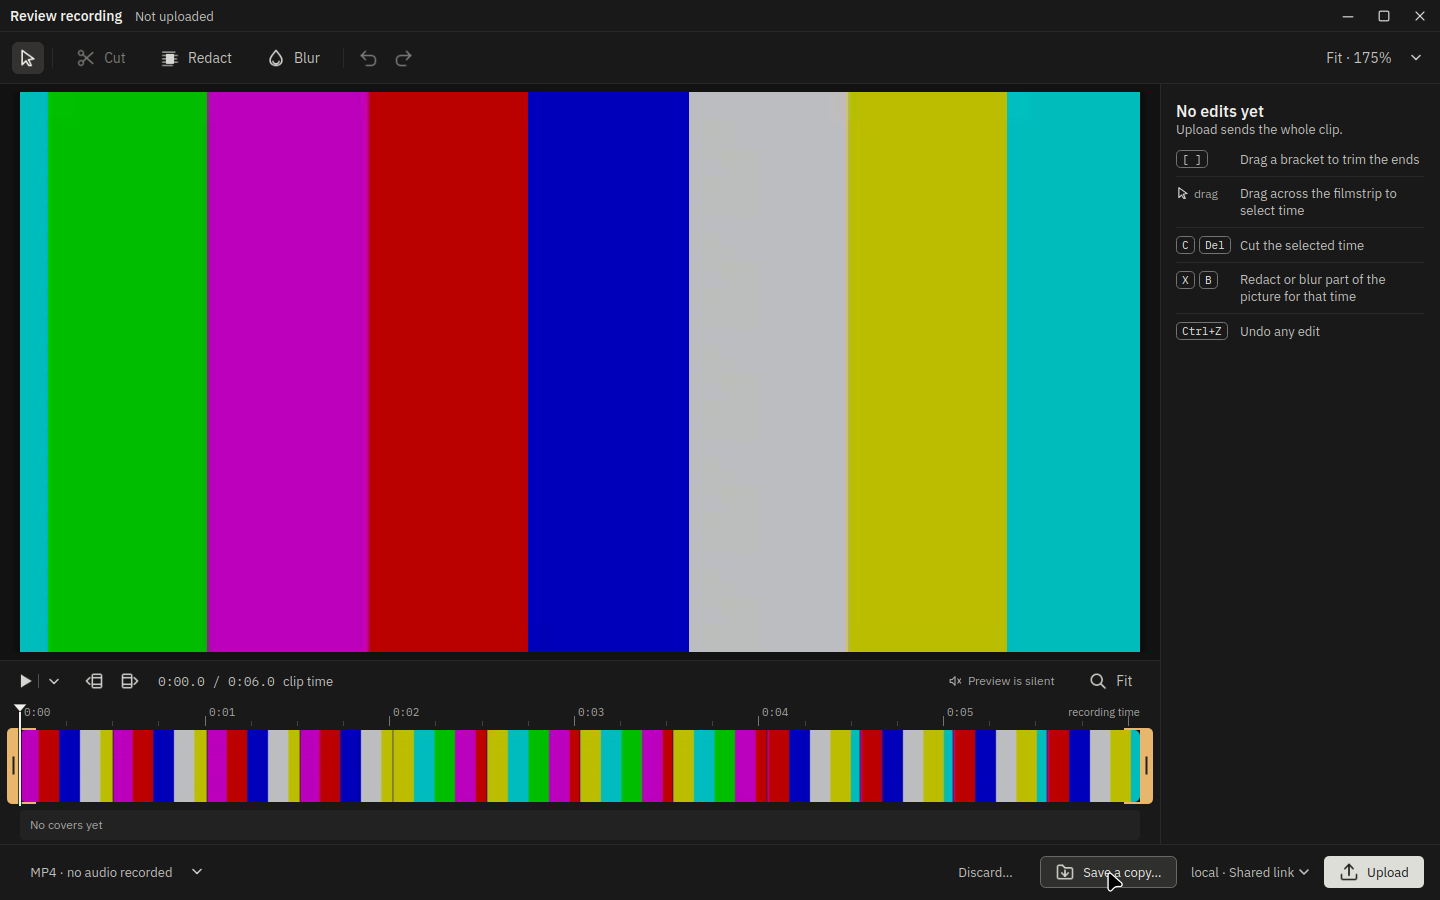 Review recording Not uploaded
Cut Redact Blur Fit · 175%
No edits yet
Upload sends the whole clip.
[ ] Drag a bracket to trim the ends
drag Drag across the filmstrip to
select time
C Del Cut the selected time
X B Redact or blur part of the
picture for that time
Ctrl+Z Undo any edit
0:00.0 / 0:06.0 clip time Preview is silent Fit
0:00 0:01 0:02 0:03 0:04 0:05 recording time
No covers yet
MP4 · no audio recorded Discard... Save a copy... local · Shared link Upload